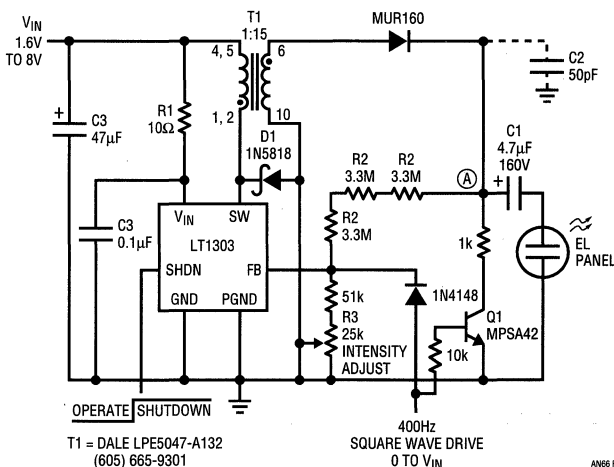 T1
1:15
MUR160
VIN
1.6V
TO 8V
4, 5
6
C2
50pF
R1
10Ω
1, 2
10
C3
47µF
D1
1N5818
R2
3.3M
R2
3.3M
A
C1
4.7µF
160V
R2
3.3M
1k
EL
PANEL
C3
0.1µF
VIN
SW
LT1303
SHDN
FB
GND
PGND
51k
R3
25k
INTENSITY
ADJUST
1N4148
Q1
MPSA42
10k
OPERATE
SHUTDOWN
400Hz
SQUARE WAVE DRIVE
0 TO VIN
T1 = DALE LPE5047-A132
(605) 665-9301